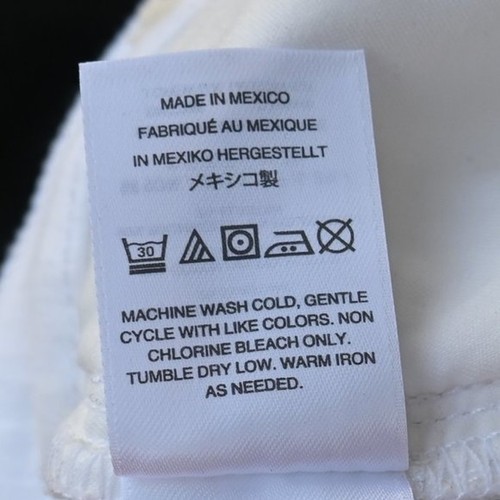 MADE IN MEXICO
FABRIQUÉ AU MEXIQUE
IN MEXIKO HERGESTELLT
メキシコ製
30
MACHINE WASH COLD, GENTLE
CYCLE WITH LIKE COLORS. NON
CHLORINE BLEACH ONLY.
TUMBLE DRY LOW. WARM IRON
AS NEEDED.